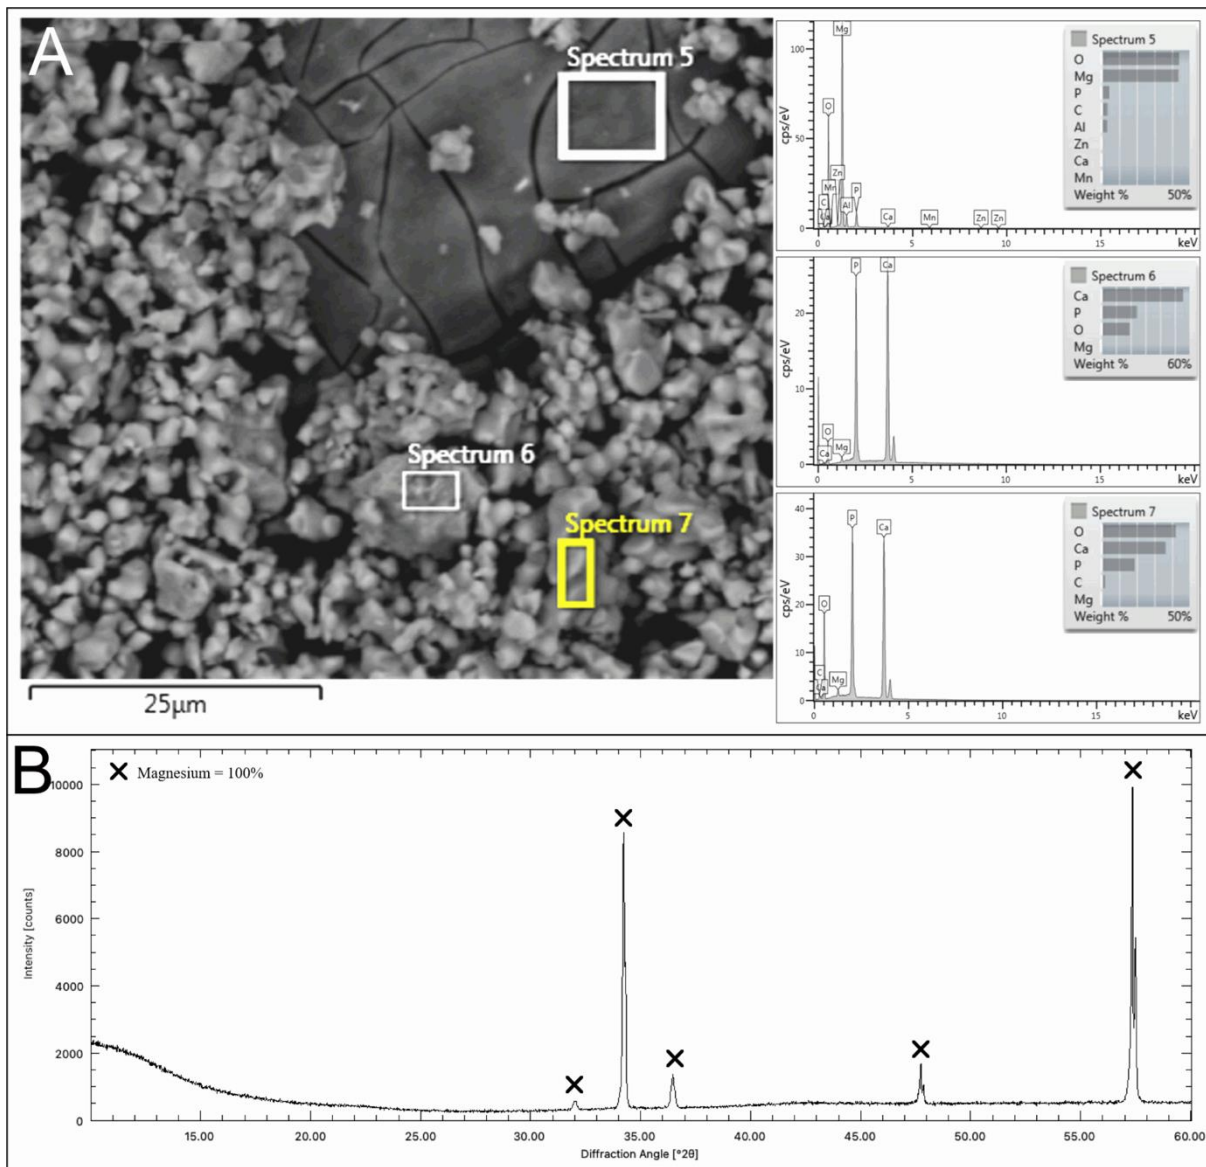 A
Spectrum 5
Spectrum 6
Spectrum 7
25µm
cps/eV
100
50
0
O
Mg
Zn
Mn
C
Ca
Al
P
Ca
Mn
Zn
Zn
0
5
10
15
keV
Spectrum 5
O
Mg
P
C
Al
Zn
Ca
Mn
Weight % 50%
cps/eV
20
10
0
P
Ca
O
Ca
Mg
0
5
10
15
keV
Spectrum 6
Ca
P
O
Mg
Weight % 60%
cps/eV
40
30
20
10
0
P
Ca
O
C
Ca
Mg
0
5
10
15
keV
Spectrum 7
O
Ca
P
C
Mg
Weight % 50%
B
Magnesium = 100%
Intensity [counts]
10000
8000
6000
4000
2000
0
15.00 20.00 25.00 30.00 35.00 40.00 45.00 50.00 55.00 60.00
Diffraction Angle [°2θ]